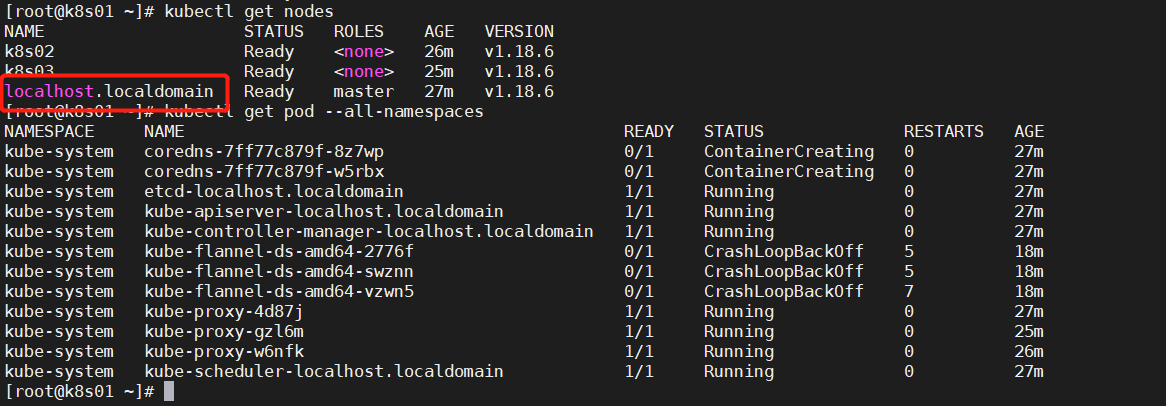 [root@k8s01 ~]# kubectl get nodes
NAME STATUS ROLES AGE VERSION
k8s02 Ready <none> 26m v1.18.6
k8s03 Ready <none> 25m v1.18.6
localhost.localdomain Ready master 27m v1.18.6
[root@k8s01 ~]# kubectl get pod --all-namespaces
NAMESPACE NAME READY STATUS RESTARTS AGE
kube-system coredns-7ff77c879f-8z7wp 0/1 ContainerCreating 0 27m
kube-system coredns-7ff77c879f-w5rbx 0/1 ContainerCreating 0 27m
kube-system etcd-localhost.localdomain 1/1 Running 0 27m
kube-system kube-apiserver-localhost.localdomain 1/1 Running 0 27m
kube-system kube-controller-manager-localhost.localdomain 1/1 Running 0 27m
kube-system kube-flannel-ds-amd64-2776f 0/1 CrashLoopBackOff 5 18m
kube-system kube-flannel-ds-amd64-swznn 0/1 CrashLoopBackOff 5 18m
kube-system kube-flannel-ds-amd64-vzwn5 0/1 CrashLoopBackOff 7 18m
kube-system kube-proxy-4d87j 1/1 Running 0 27m
kube-system kube-proxy-gzl6m 1/1 Running 0 25m
kube-system kube-proxy-w6nfk 1/1 Running 0 26m
kube-system kube-scheduler-localhost.localdomain 1/1 Running 0 27m
[root@k8s01 ~]#